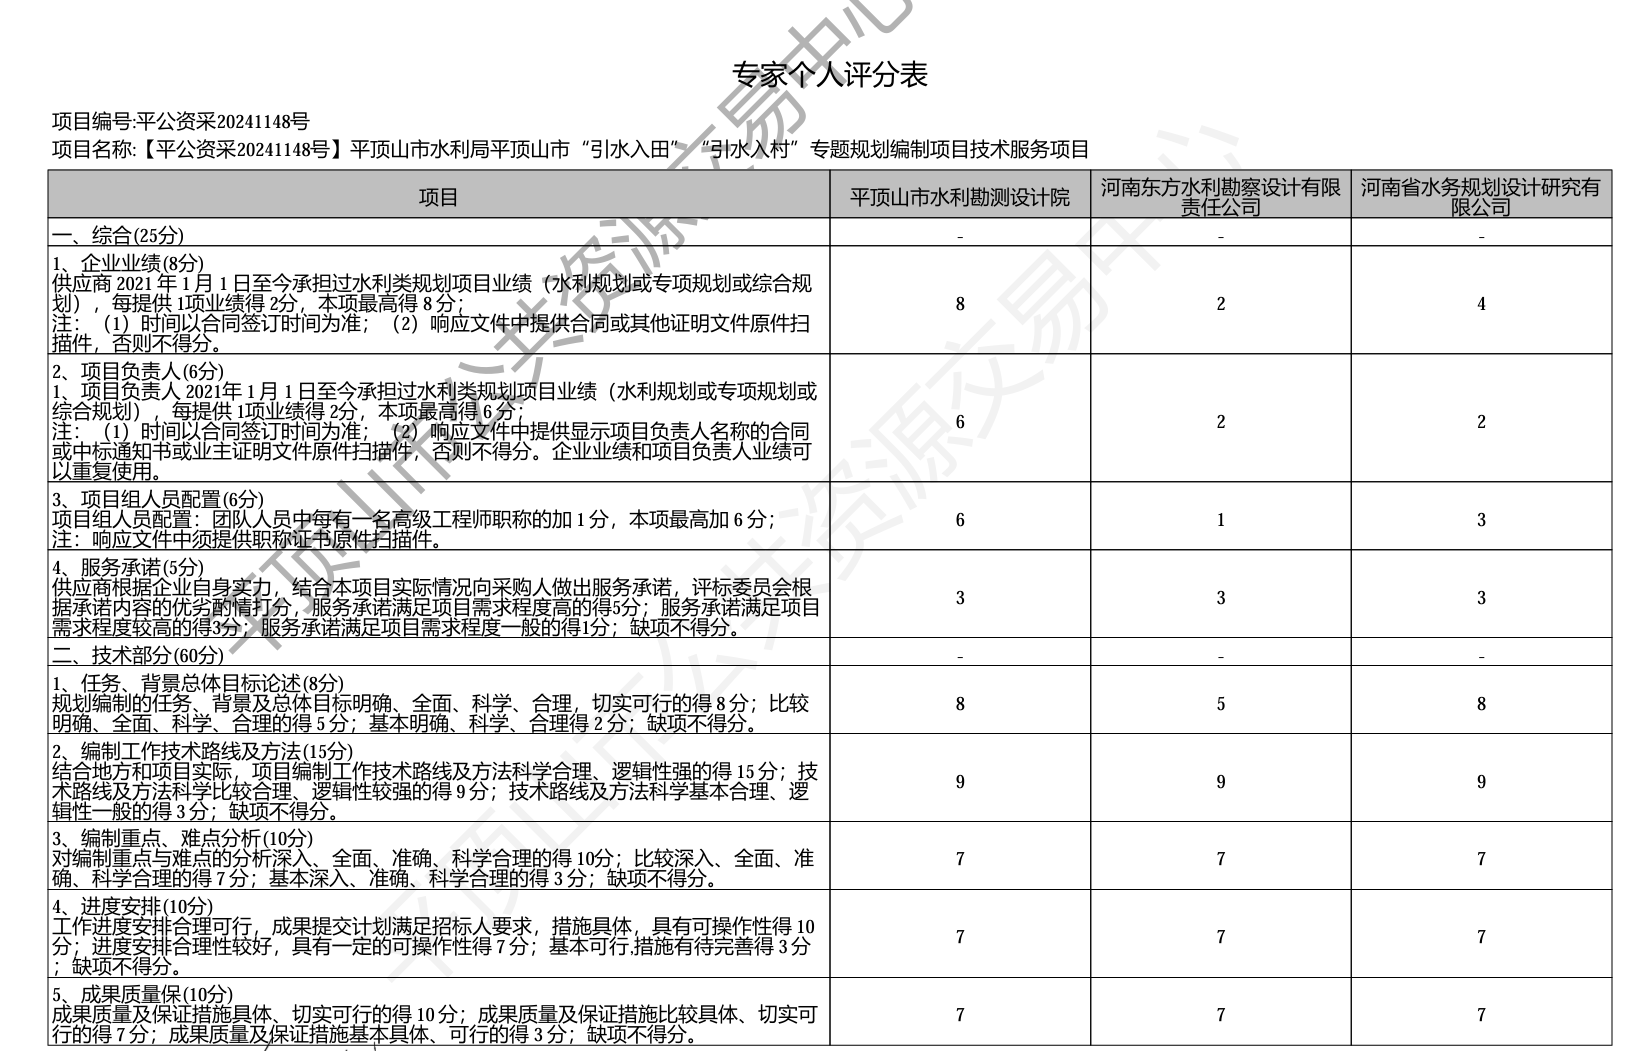 专家个人评分表
项目编号:平公资采20241148号
项目名称:【平公资采20241148号】平顶山市水利局平顶山市“引水入田”“引水入村”专题规划编制项目技术服务项目
项目 平顶山市水利勘测设计院 河南东方水利勘察设计有限责任公司 河南省水务规划设计研究有限公司
一、综合(25分) - - -
1、企业业绩(8分)
供应商 2021 年 1 月 1 日至今承担过水利类规划项目业绩（水利规划或专项规划或综合规
划），每提供 1项业绩得 2分，本项最高得 8 分；
注：（1）时间以合同签订时间为准；（2）响应文件中提供合同或其他证明文件原件扫
描件，否则不得分。
8 2 4
2、项目负责人(6分)
1、项目负责人 2021年 1 月 1 日至今承担过水利类规划项目业绩（水利规划或专项规划或
综合规划），每提供 1项业绩得 2分，本项最高得 6 分；
注：（1）时间以合同签订时间为准；（2）响应文件中提供显示项目负责人名称的合同
或中标通知书或业主证明文件原件扫描件，否则不得分。企业业绩和项目负责人业绩可
以重复使用。
6 2 2
3、项目组人员配置(6分)
项目组人员配置：团队人员中每有一名高级工程师职称的加 1 分，本项最高加 6 分；
注：响应文件中须提供职称证书原件扫描件。
6 1 3
4、服务承诺(5分)
供应商根据企业自身实力，结合本项目实际情况向采购人做出服务承诺，评标委员会根
据承诺内容的优劣酌情打分，服务承诺满足项目需求程度高的得5分；服务承诺满足项目
需求程度较高的得3分；服务承诺满足项目需求程度一般的得1分；缺项不得分。
3 3 3
二、技术部分(60分) - - -
1、任务、背景总体目标论述(8分)
规划编制的任务、背景及总体目标明确、全面、科学、合理，切实可行的得 8 分；比较
明确、全面、科学、合理的得 5 分；基本明确、科学、合理得 2 分；缺项不得分。
8 5 8
2、编制工作技术路线及方法(15分)
结合地方和项目实际，项目编制工作技术路线及方法科学合理、逻辑性强的得 15 分；技
术路线及方法科学比较合理、逻辑性较强的得 9 分；技术路线及方法科学基本合理、逻
辑性一般的得 3 分；缺项不得分。
9 9 9
3、编制重点、难点分析(10分)
对编制重点与难点的分析深入、全面、准确、科学合理的得 10分；比较深入、全面、准
确、科学合理的得 7 分；基本深入、准确、科学合理的得 3 分；缺项不得分。
7 7 7
4、进度安排(10分)
工作进度安排合理可行，成果提交计划满足招标人要求，措施具体，具有可操作性得 10
分；进度安排合理性较好，具有一定的可操作性得 7 分；基本可行,措施有待完善得 3 分
；缺项不得分。
7 7 7
5、成果质量保(10分)
成果质量及保证措施具体、切实可行的得 10 分；成果质量及保证措施比较具体、切实可
行的得 7 分；成果质量及保证措施基本具体、可行的得 3 分；缺项不得分。
7 7 7
平顶山市公共资源交易中心
平顶山市公共资源交易中心